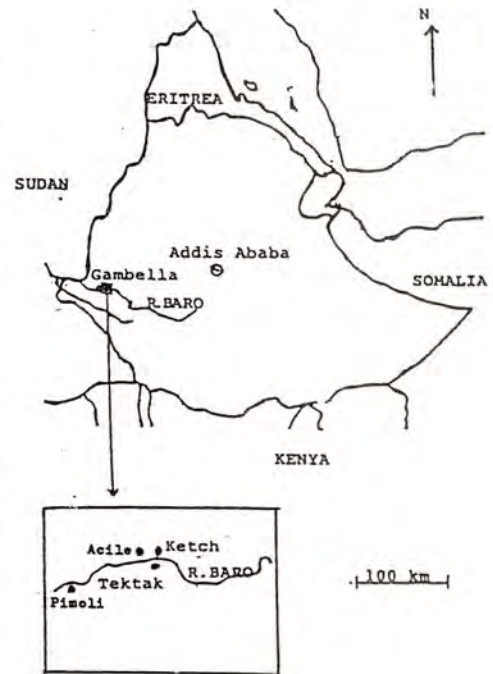 N
ERITREA
SUDAN
Addis Ababa
Gambella
R.BARO
SOMALIA
KENYA
Acile Ketch
R.BARO
Tektak
Pimoli
100 km